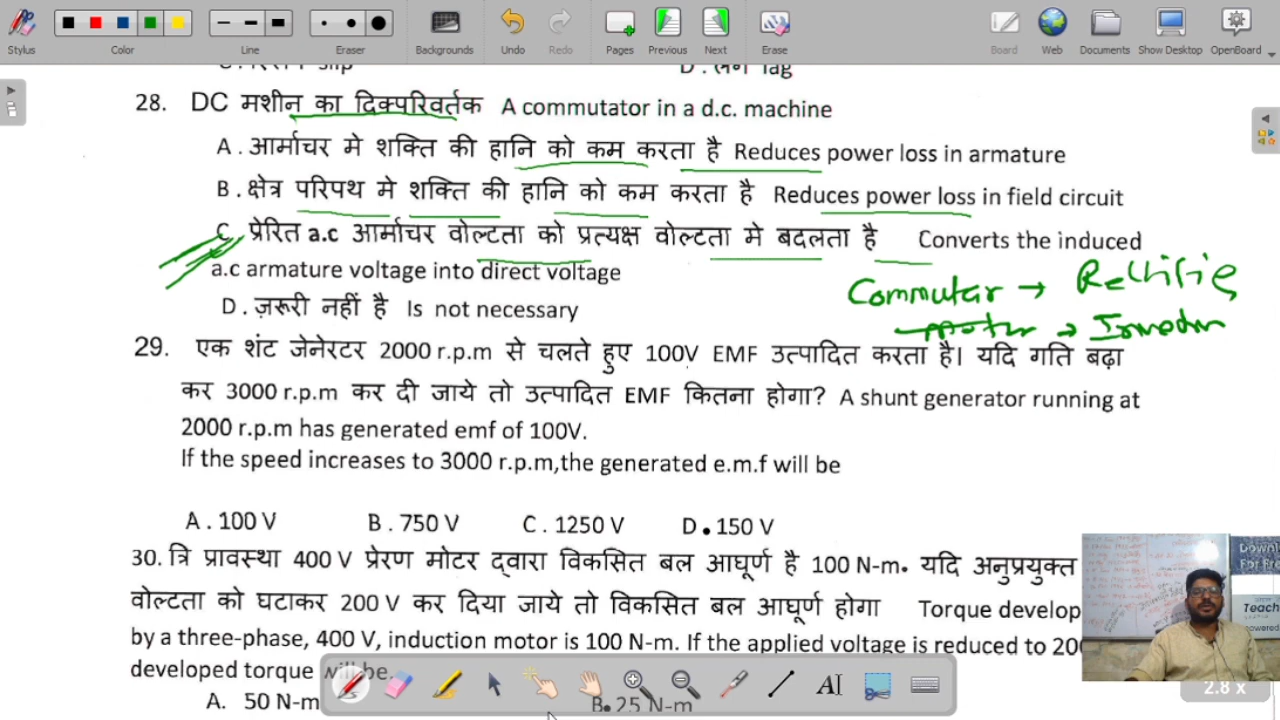 Stylus
Color
Line
Eraser
Backgrounds
Undo
Redo
Pages
Previous
Next
Erase
Board
Web
Documents
Show Desktop
OpenBoard
slip
D . लैग lag
28. DC मशीन का दिक्परिवर्तक A commutator in a d.c. machine
A . आर्माचर मे शक्ति की हानि को कम करता है Reduces power loss in armature
B . क्षेत्र परिपथ मे शक्ति की हानि को कम करता है Reduces power loss in field circuit
C. प्रेरित a.c आर्माचर वोल्टता को प्रत्यक्ष वोल्टता मे बदलता है Converts the induced
a.c armature voltage into direct voltage
Commutar →
D . ज़रूरी नहीं है Is not necessary
29. एक शंट जेनेरटर 2000 r.p.m से चलते हुए 100V EMF उत्पादित करता है। यदि गति बढ़ा
कर 3000 r.p.m कर दी जाये तो उत्पादित EMF कितना होगा? A shunt generator running at
2000 r.p.m has generated emf of 100V.
If the speed increases to 3000 r.p.m,the generated e.m.f will be
A . 100 V B . 750 V C . 1250 V D . 150 V
30. त्रि प्रावस्था 400 V प्रेरण मोटर द्वारा विकसित बल आघूर्ण है 100 N-m. यदि अनुप्रयुक्त
वोल्टता को घटाकर 200 V कर दिया जाये तो विकसित बल आघूर्ण होगा Torque develop
by a three-phase, 400 V, induction motor is 100 N-m. If the applied voltage is reduced to 20
developed torque will be.
A. 50 N-m B. 25 N-m
2.8 x
Teach